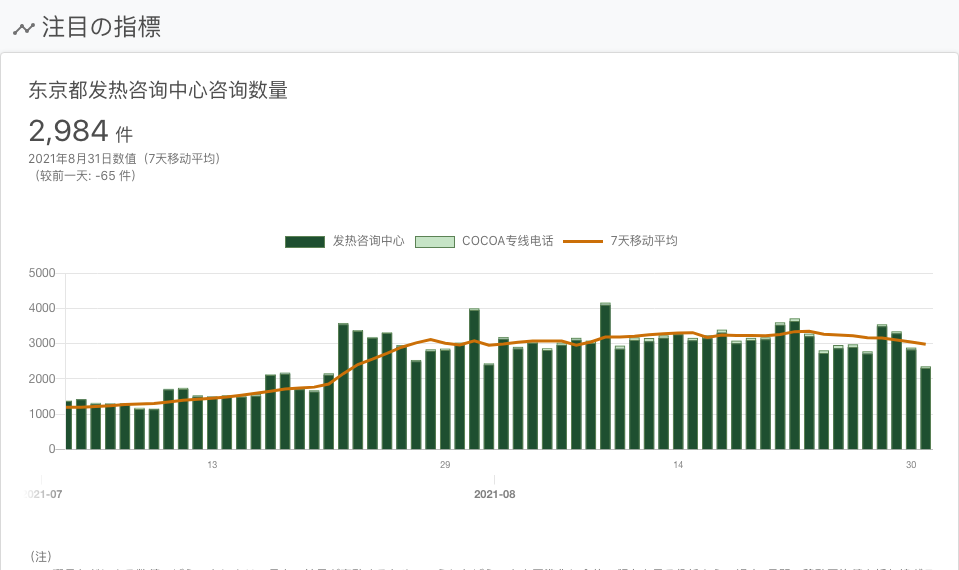 注目の指標
东京都发热咨询中心咨询数量
2,984 件
2021年8月31日数值（7天移动平均）
（较前一天: -65 件）
发热咨询中心 COCOA专线电话 7天移动平均
5000
4000
3000
2000
1000
0
13 29 14 30
021-07 2021-08
(注)